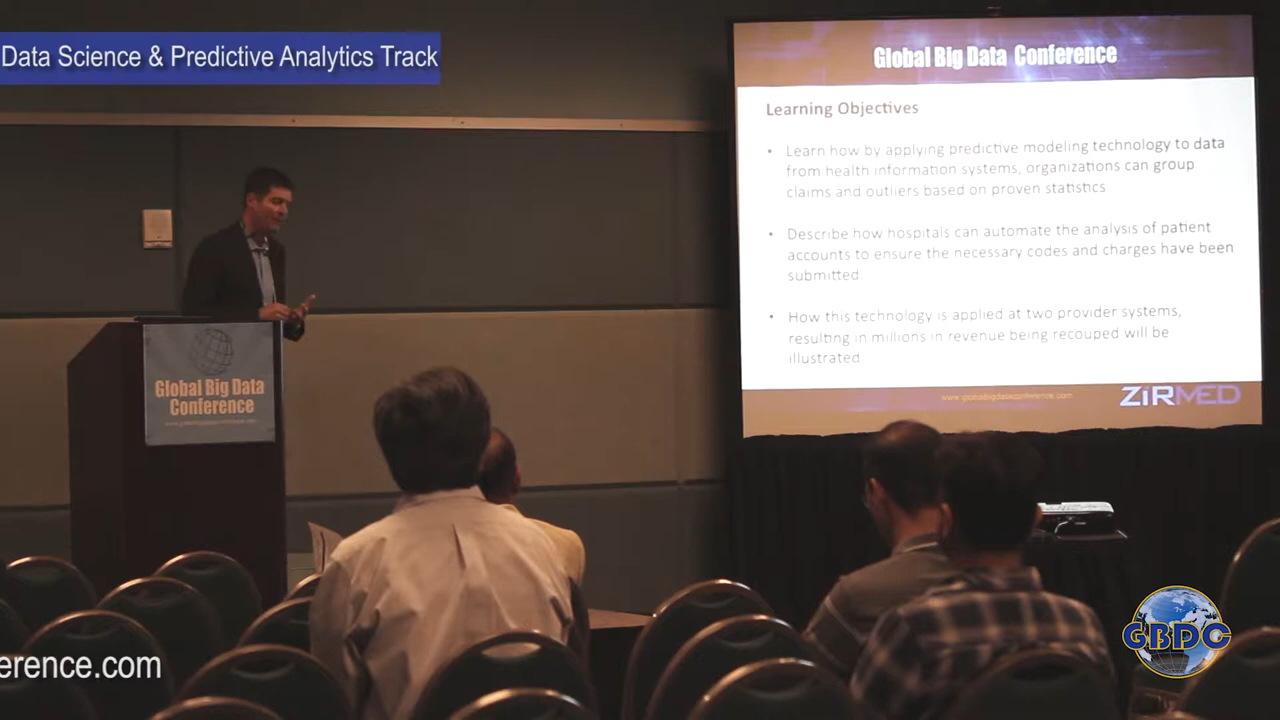 Data Science & Predictive Analytics Track
Global Big Data Conference
Learning Objectives
• Learn how by applying predictive modeling technology to data
from health information systems, organizations can group
claims and outliers based on proven statistics
• Describe how hospitals can automate the analysis of patient
accounts to ensure the necessary codes and charges have been
submitted
• How this technology is applied at two provider systems,
resulting in millions in revenue being recouped will be
illustrated
www.globalbigdataconference.com
ZiRMED
Global Big Data
Conference
erence.com
GBDC